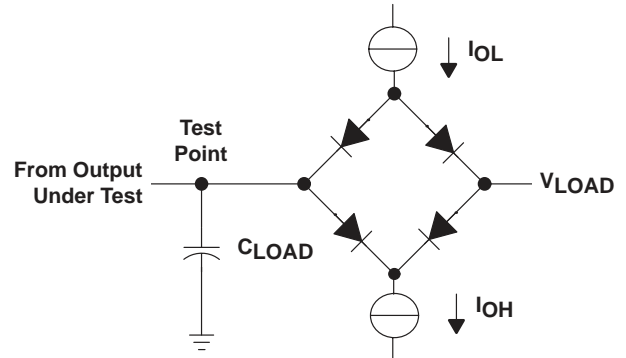 IOL
Test
Point
From Output
Under Test
VLOAD
CLOAD
IOH